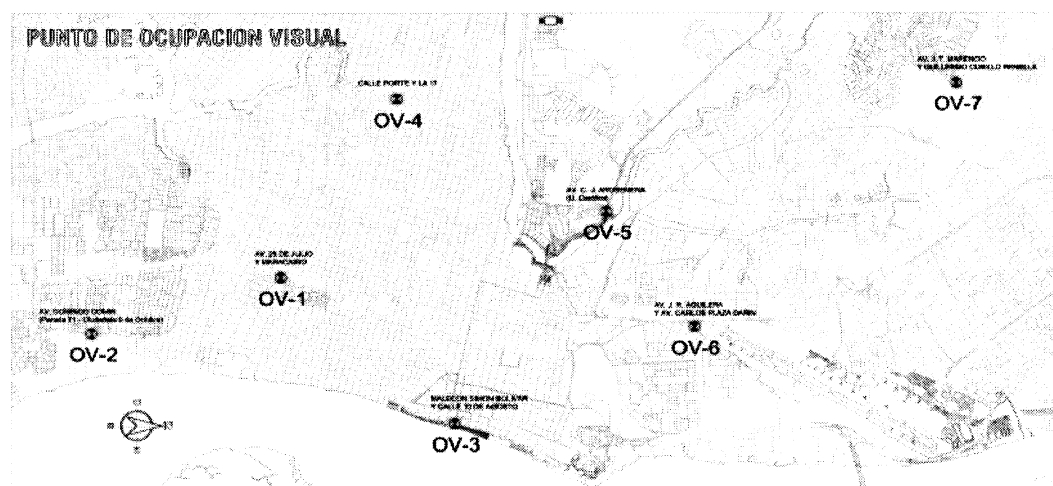 PUNTO DE OCUPACION VISUAL
CALLE PORTETE Y LA 17
OV-4
AV. J.T. MARENGO
OV-7
AV. C. J. AROSEMENA
OV-5
AV. 25 DE JULIO
OV-1
AV. DOMINGO COMIN
OV-2
AV. J. R. AGUILERA
Y AV. CARLOS PLAZA DAÑIN
OV-6
MALECON SIMON BOLIVAR
Y CALLE 10 DE AGOSTO
OV-3